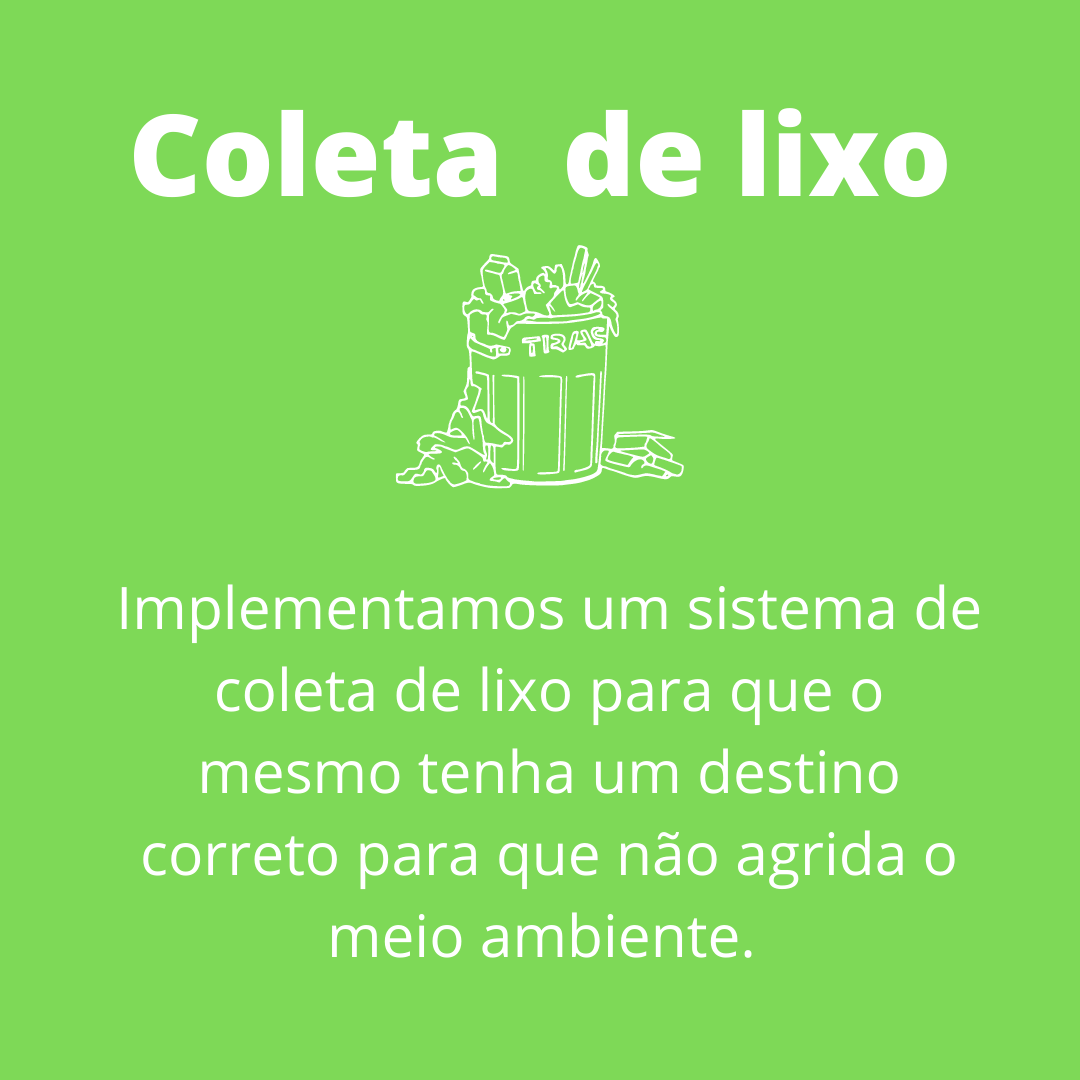 Coleta de lixo
TRAS
Implementamos um sistema de
coleta de lixo para que o
mesmo tenha um destino
correto para que não agrida o
meio ambiente.